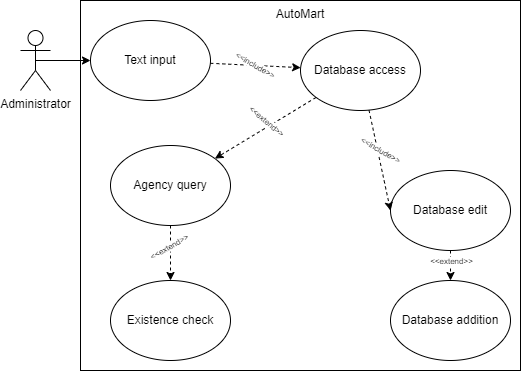 AutoMart
Text input
<<include>>
Database access
Administrator
<<extend>>
<<include>>
Agency query
Database edit
<<extend>>
<<extend>>
Existence check
Database addition